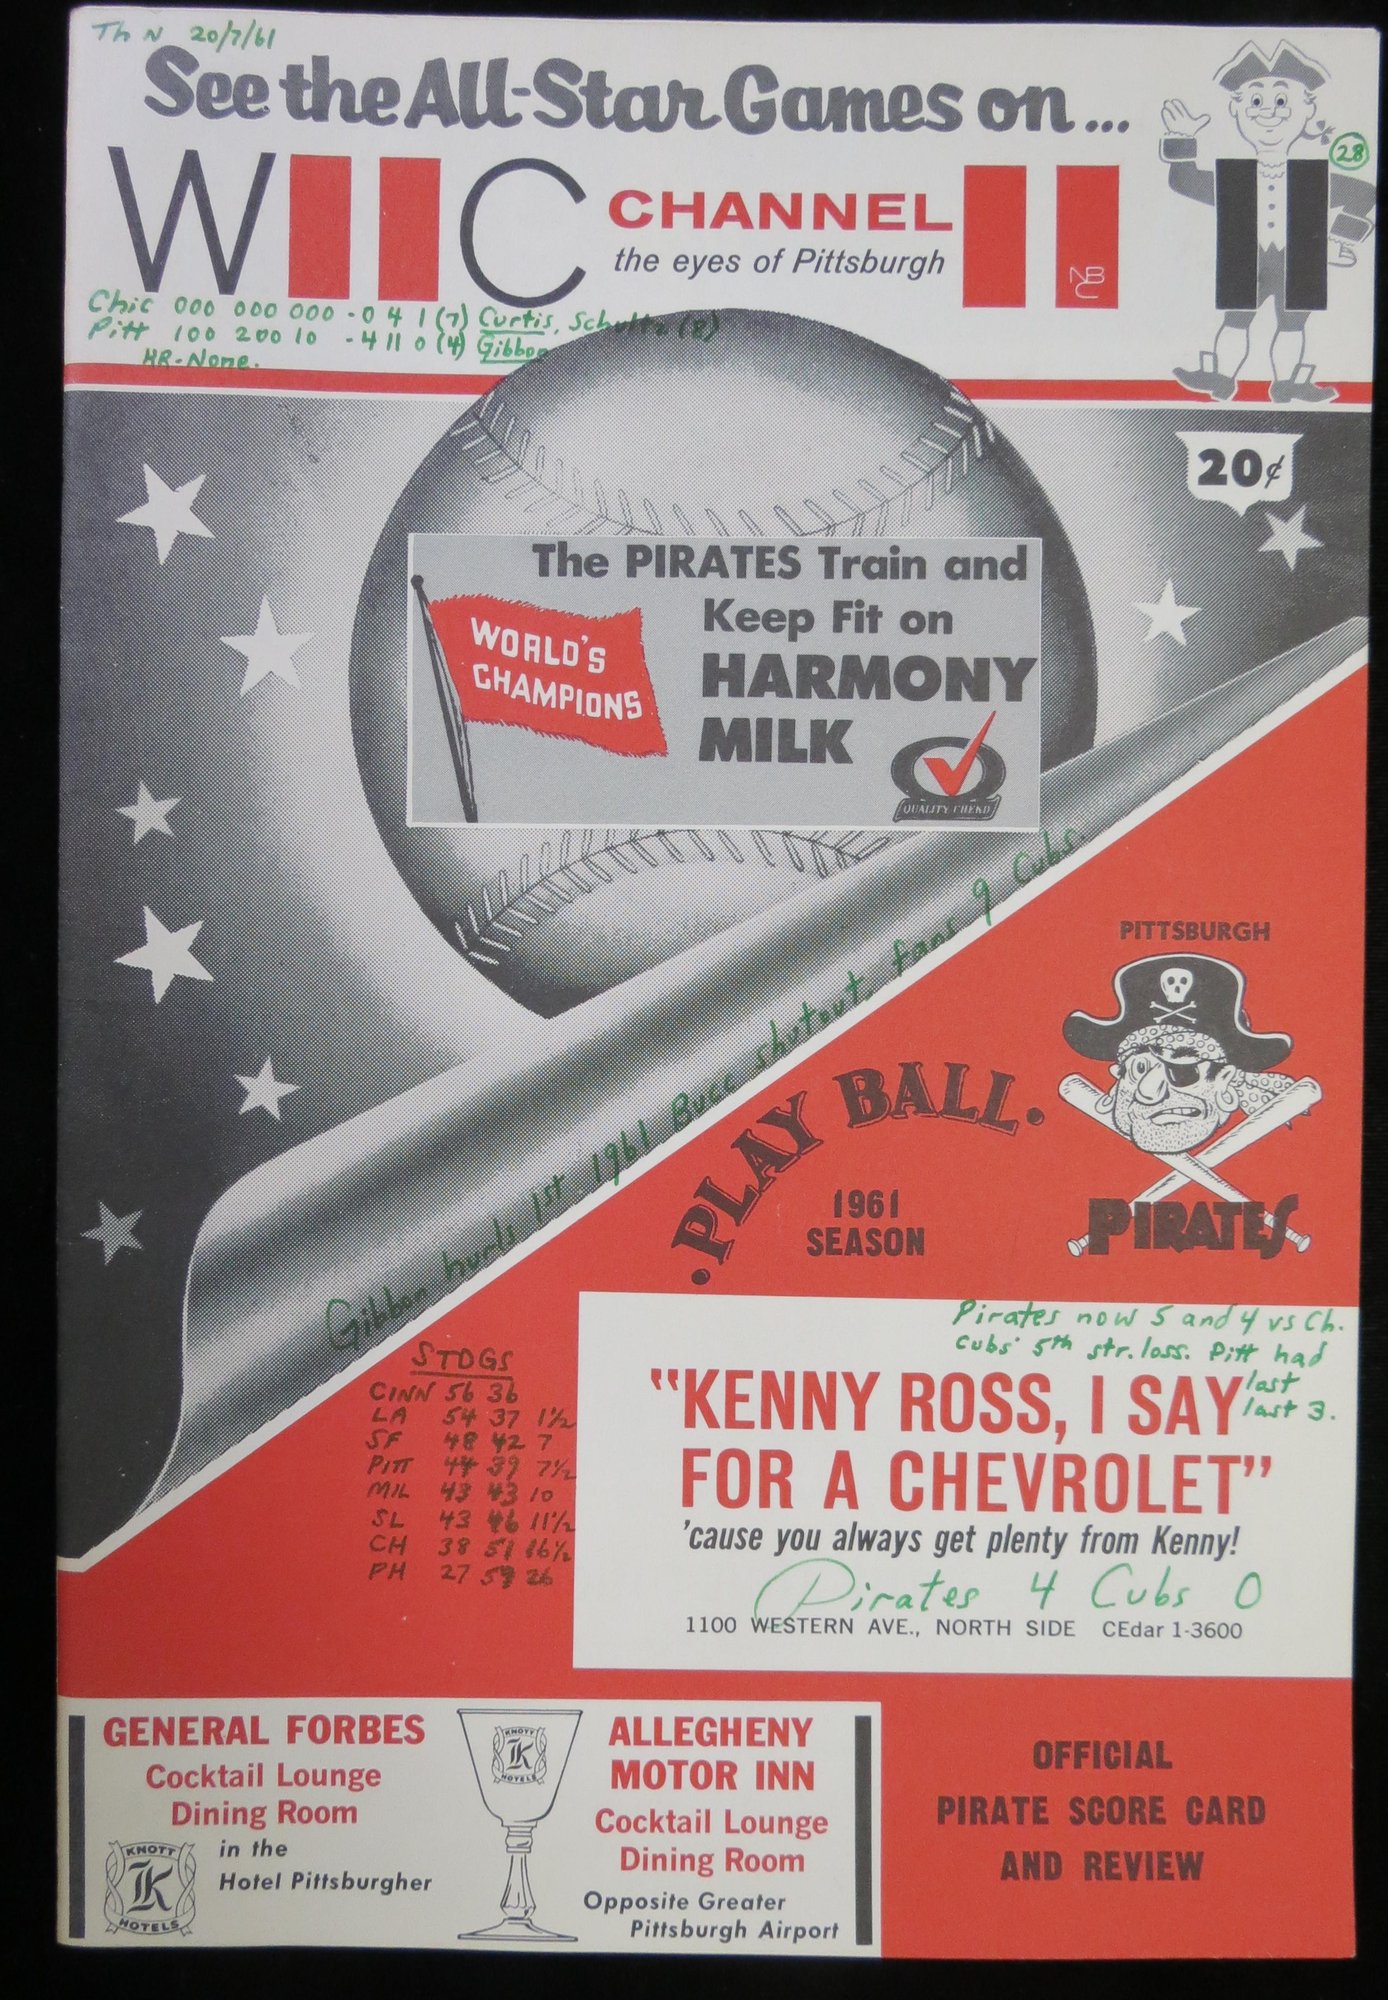 Th N 20/7/61
See the All-Star Games on...
WIIC CHANNEL 11
the eyes of Pittsburgh
NBC
11
28
Chic 000 000 000 - 0 4 1 (7) Curtis, Schultz (8)
Pitt 100 200 10 - 4 11 0 (4) Gibbon
HR - None.
20¢
The PIRATES Train and
Keep Fit on
HARMONY
MILK
WORLD'S
CHAMPIONS
QUALITY CHEKD
Gibbon hurls 1st 1961 Bucc shutout, fans 9 Cubs.
PITTSBURGH
PIRATES
• PLAY BALL •
1961
SEASON
STDGS
CINN 56 36
LA 54 37 1½
SF 48 42 7
PITT 44 39 7½
MIL 43 43 10
SL 43 46 11½
CH 38 51 16½
PH 27 26
Pirates now 5 and 4 vs Ch.
Cubs' 5th str. loss. Pitt had
last
last 3.
"KENNY ROSS, I SAY
FOR A CHEVROLET"
'cause you always get plenty from Kenny!
Pirates 4 Cubs 0
1100 WESTERN AVE., NORTH SIDE CEdar 1-3600
GENERAL FORBES
Cocktail Lounge
Dining Room
in the
Hotel Pittsburgher
KNOTT
K
HOTELS
KNOTT
K
HOTELS
ALLEGHENY
MOTOR INN
Cocktail Lounge
Dining Room
Opposite Greater
Pittsburgh Airport
OFFICIAL
PIRATE SCORE CARD
AND REVIEW